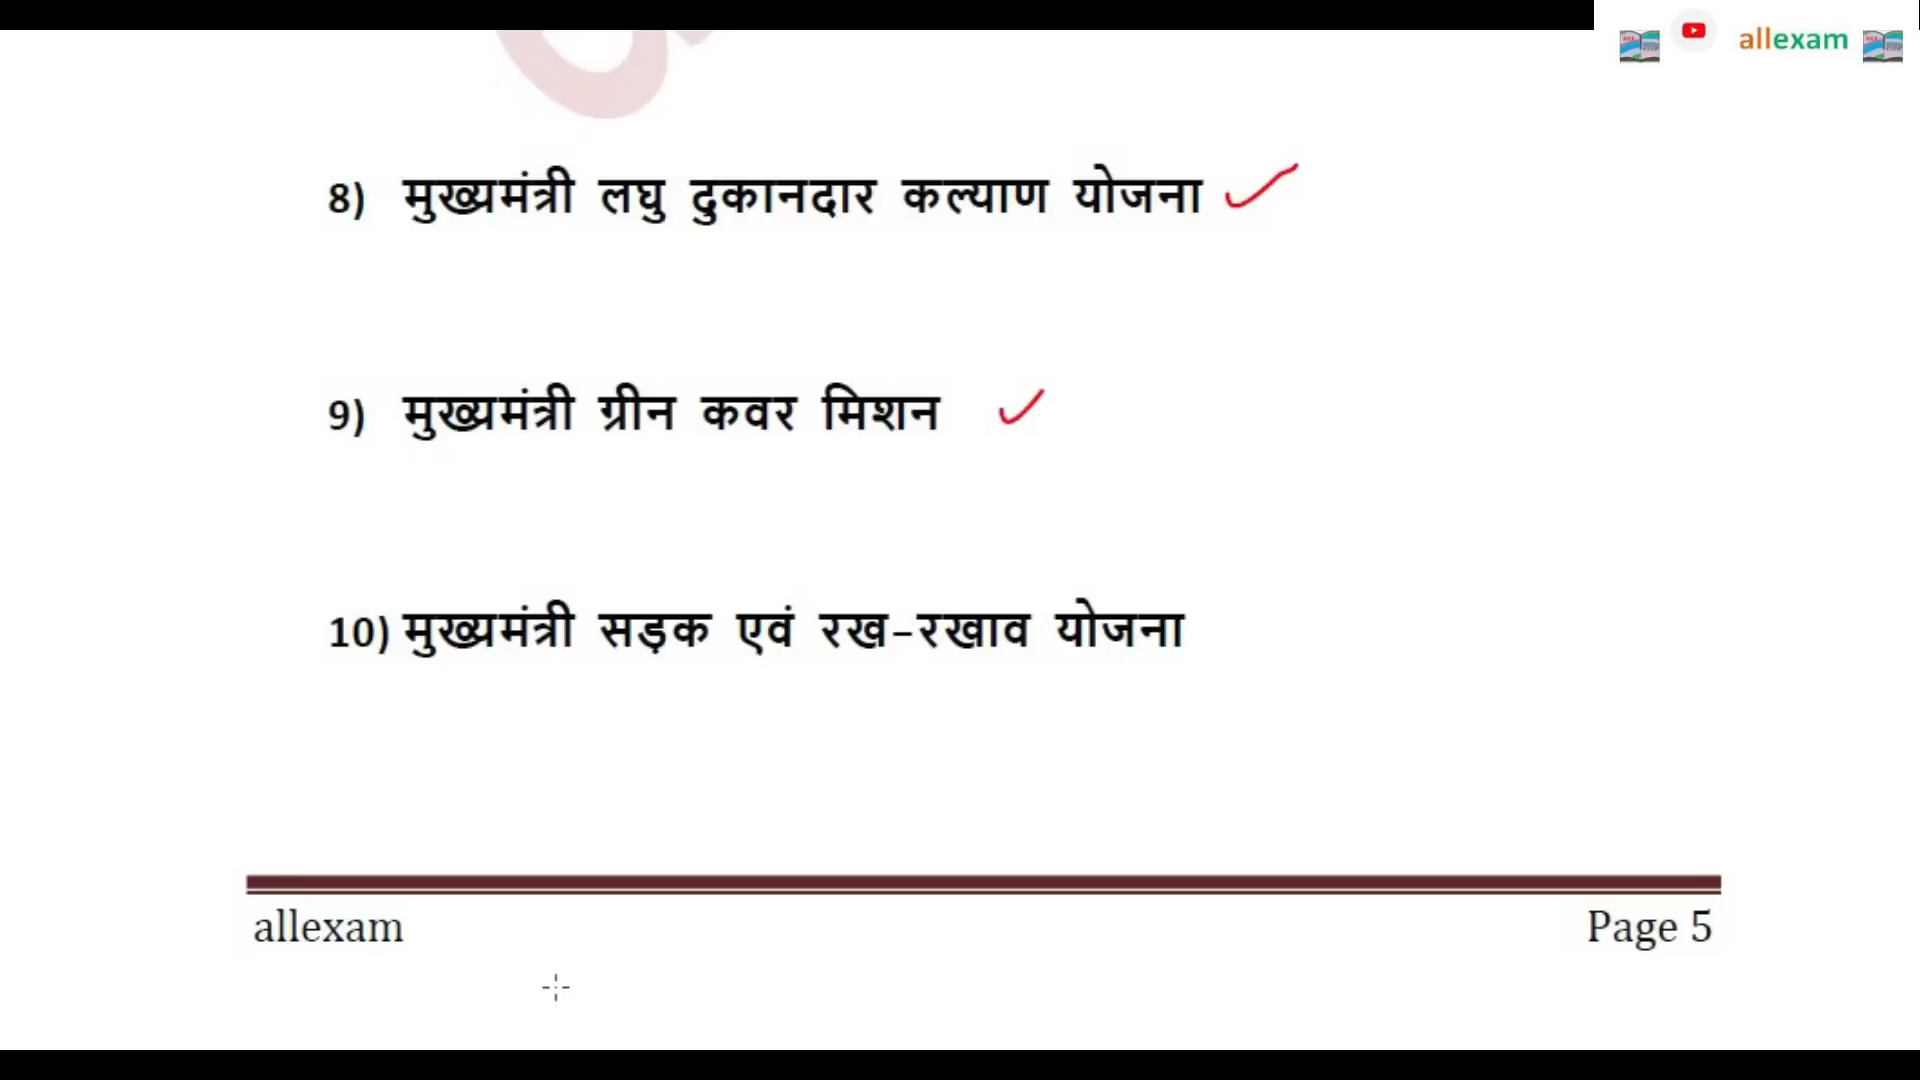 allexam
8) मुख्यमंत्री लघु दुकानदार कल्याण योजना
9) मुख्यमंत्री ग्रीन कवर मिशन
10) मुख्यमंत्री सड़क एवं रख-रखाव योजना
allexam Page 5